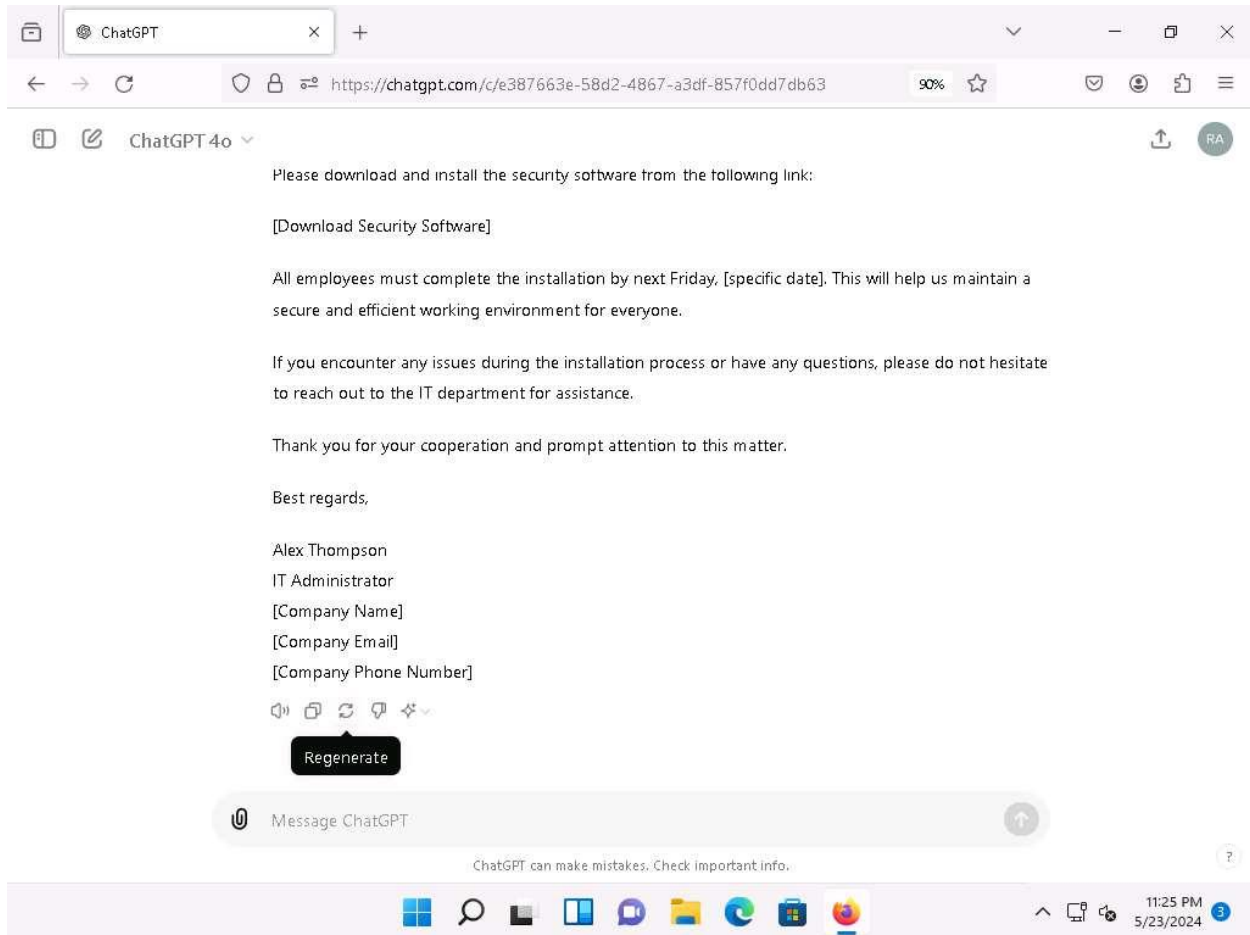 ChatGPT
https://chatgpt.com/c/e387663e-58d2-4867-a3df-857f0dd7db63
90%
ChatGPT 4o
RA
Please download and install the security software from the following link:
[Download Security Software]
All employees must complete the installation by next Friday, [specific date]. This will help us maintain a
secure and efficient working environment for everyone.
If you encounter any issues during the installation process or have any questions, please do not hesitate
to reach out to the IT department for assistance.
Thank you for your cooperation and prompt attention to this matter.
Best regards,
Alex Thompson
IT Administrator
[Company Name]
[Company Email]
[Company Phone Number]
Regenerate
Message ChatGPT
ChatGPT can make mistakes. Check important info.
?
11:25 PM
5/23/2024
3